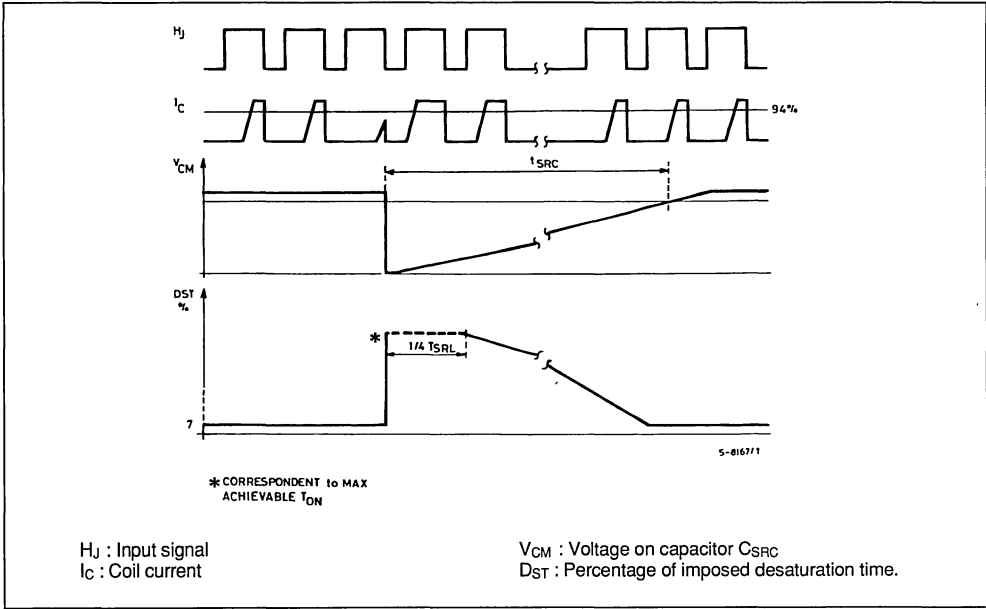 HJ
IC
94%
tSRC
VCM
DST
%
*
1/4 TSRL
7
S-8167/1
* CORRESPONDENT to MAX
ACHIEVABLE TON
HJ : Input signal
IC : Coil current
VCM : Voltage on capacitor CSRC
DST : Percentage of imposed desaturation time.